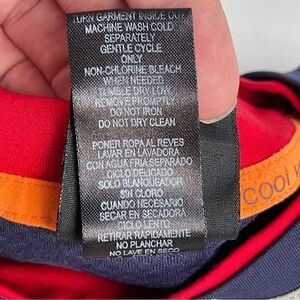 TURN GARMENT INSIDE OUT
MACHINE WASH COLD
SEPARATELY
GENTLE CYCLE
ONLY
NON-CHLORINE BLEACH
WHEN NEEDED
TUMBLE DRY LOW
REMOVE PROMPTLY
DO NOT IRON
DO NOT DRY CLEAN
PONER ROPA AL REVES
LAVAR EN LAVADORA
CON AGUA FRIA SEPARADO
CICLO DELICADO
SOLO BLANQUEADOR
SIN CLORO
CUANDO NECESARIO
SECAR EN SECADORA
CICLO LENTO
RETIRAR RAPIDAMENTE
NO PLANCHAR
NO LAVE EN SECO
cool